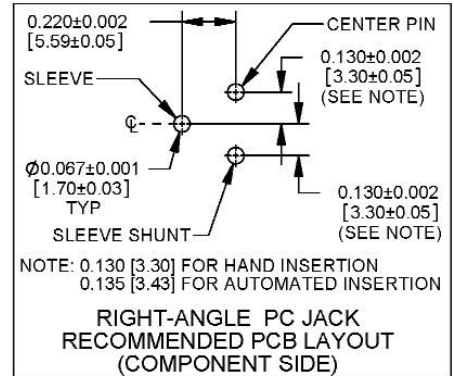 0.220±0.002
[5.59±0.05]
CENTER PIN
0.130±0.002
[3.30±0.05]
(SEE NOTE)
SLEEVE
℄
Ø0.067±0.001
[1.70±0.03]
TYP
0.130±0.002
[3.30±0.05]
(SEE NOTE)
SLEEVE SHUNT
NOTE: 0.130 [3.30] FOR HAND INSERTION
0.135 [3.43] FOR AUTOMATED INSERTION
RIGHT-ANGLE PC JACK
RECOMMENDED PCB LAYOUT
(COMPONENT SIDE)